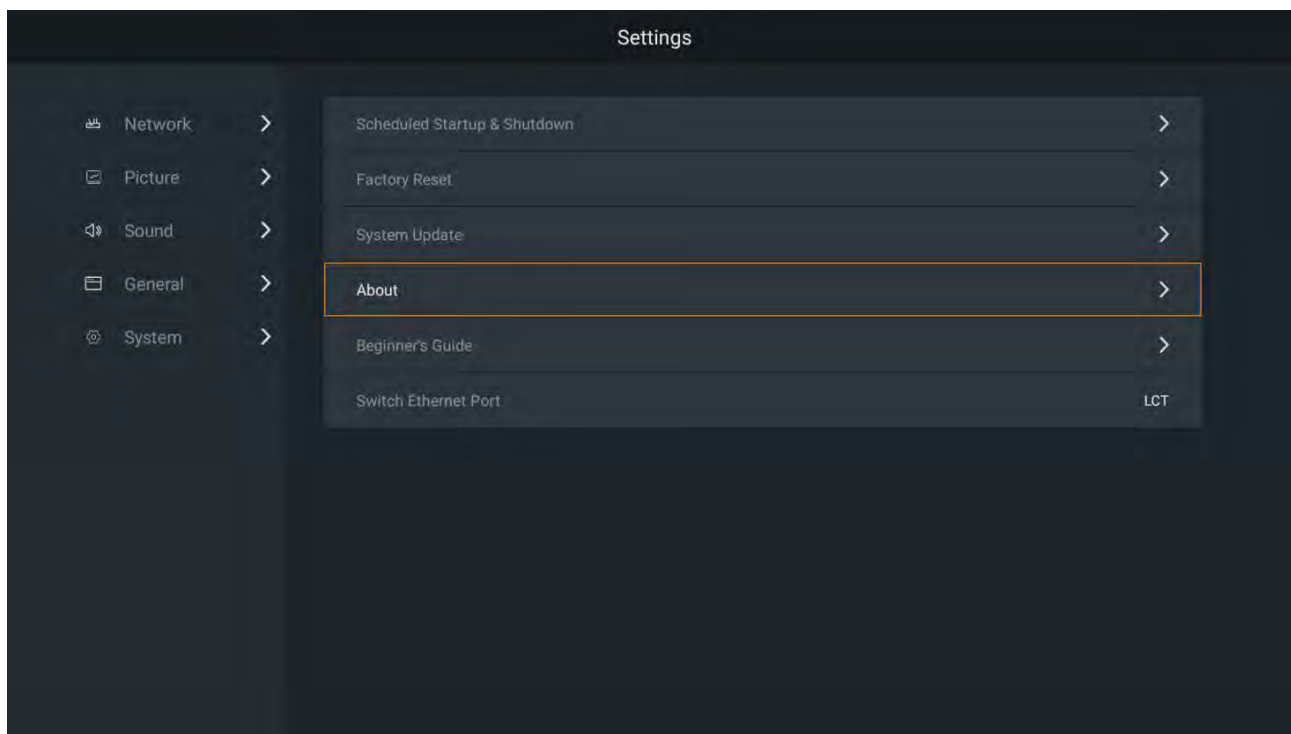 Settings
Network
Picture
Sound
General
System
Scheduled Startup & Shutdown
Factory Reset
System Update
About
Beginner's Guide
Switch Ethernet Port LCT